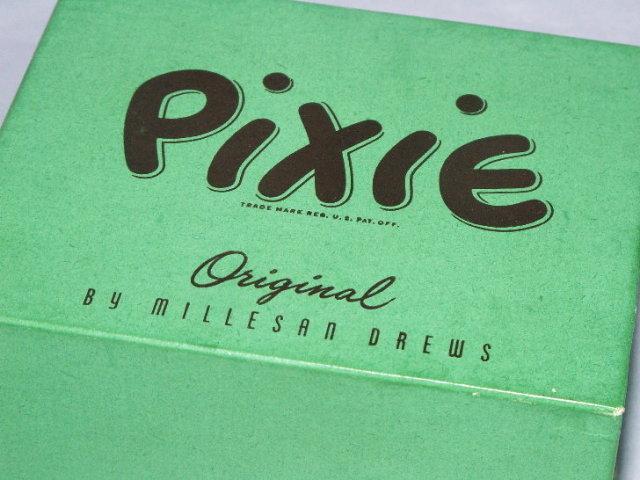 PiXiE
TRADE MARK REG. U. S. PAT. OFF.
Original
BY MILLESAN DREWS